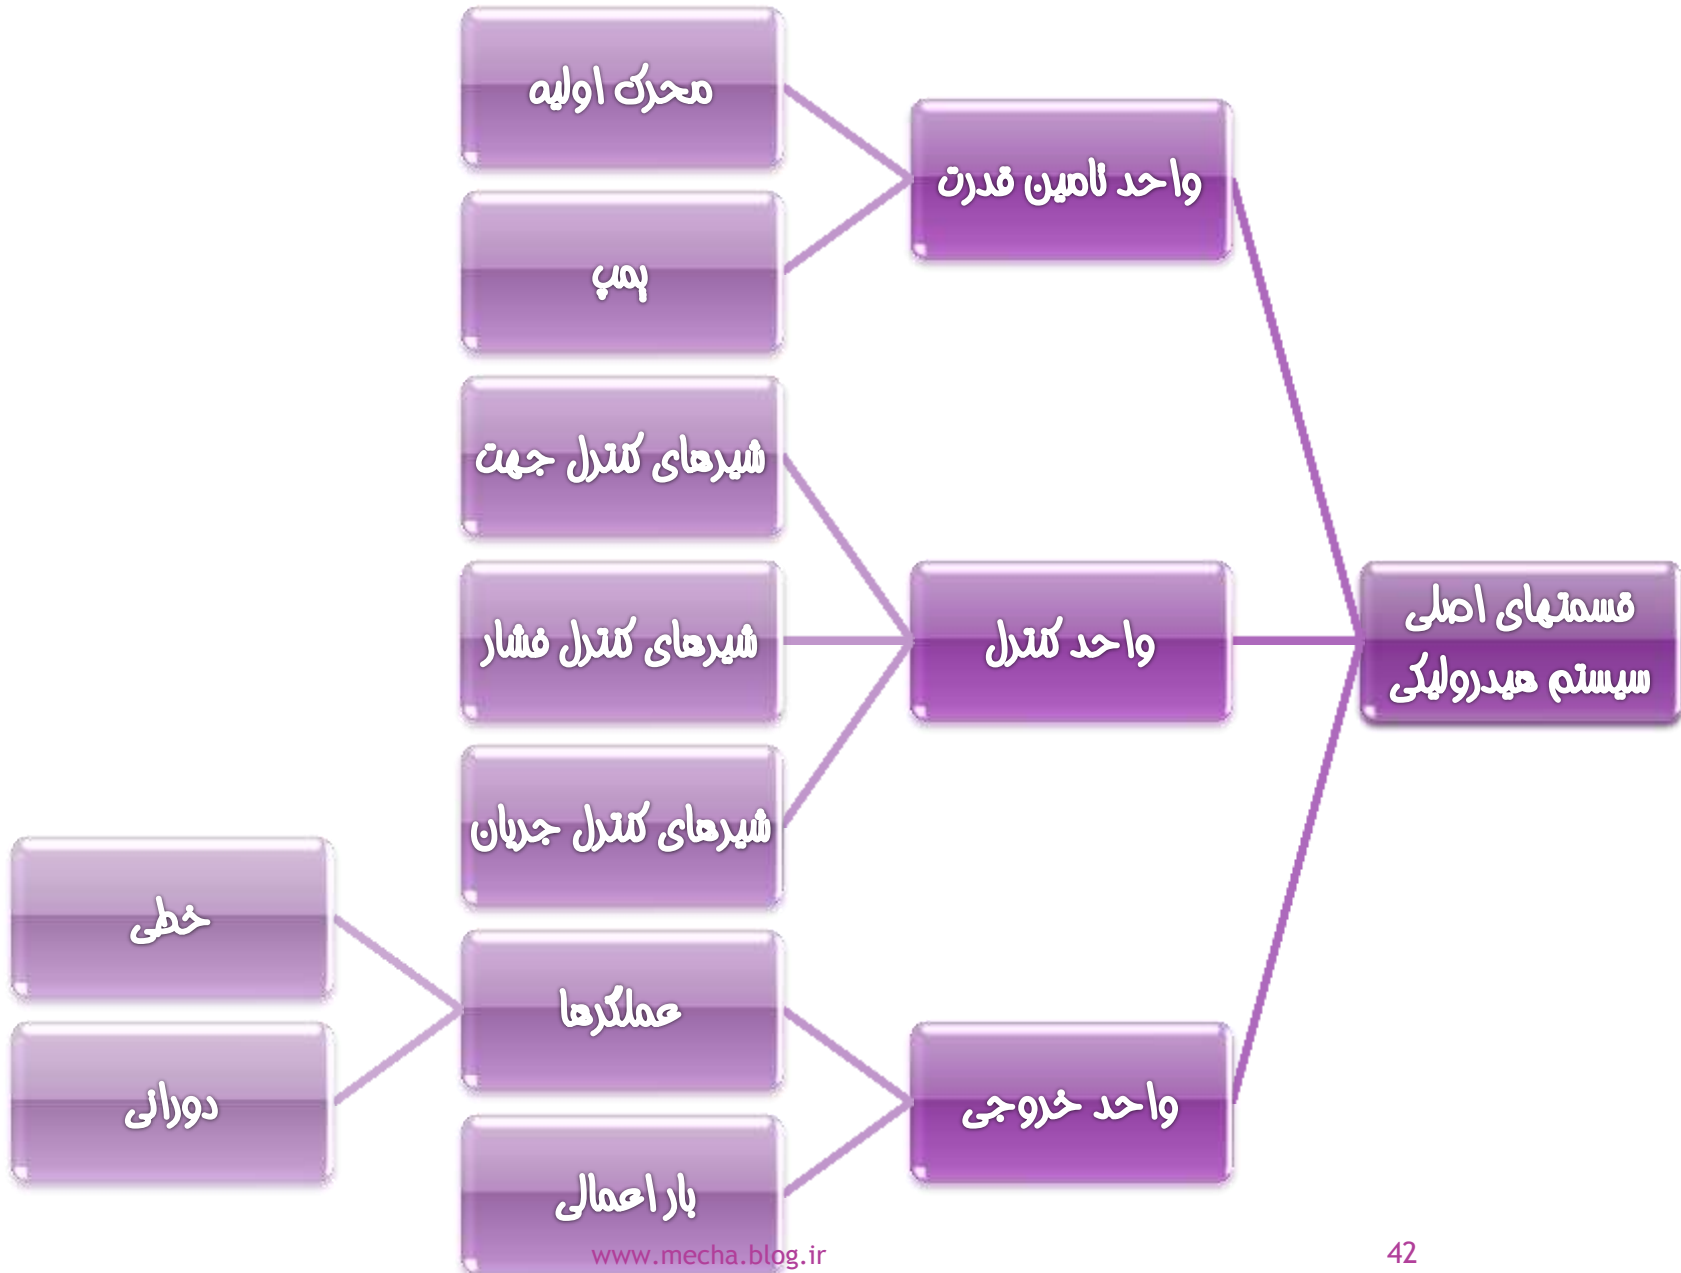 قسمتهای اصلی
سیستم هیدرولیکی
واحد تامین قدرت
محرک اولیه
پمپ
واحد کنترل
شیرهای کنترل جهت
شیرهای کنترل فشار
شیرهای کنترل جریان
واحد خروجی
عملگرها
خطی
دورانی
بار اعمالی
www.mecha.blog.ir
42